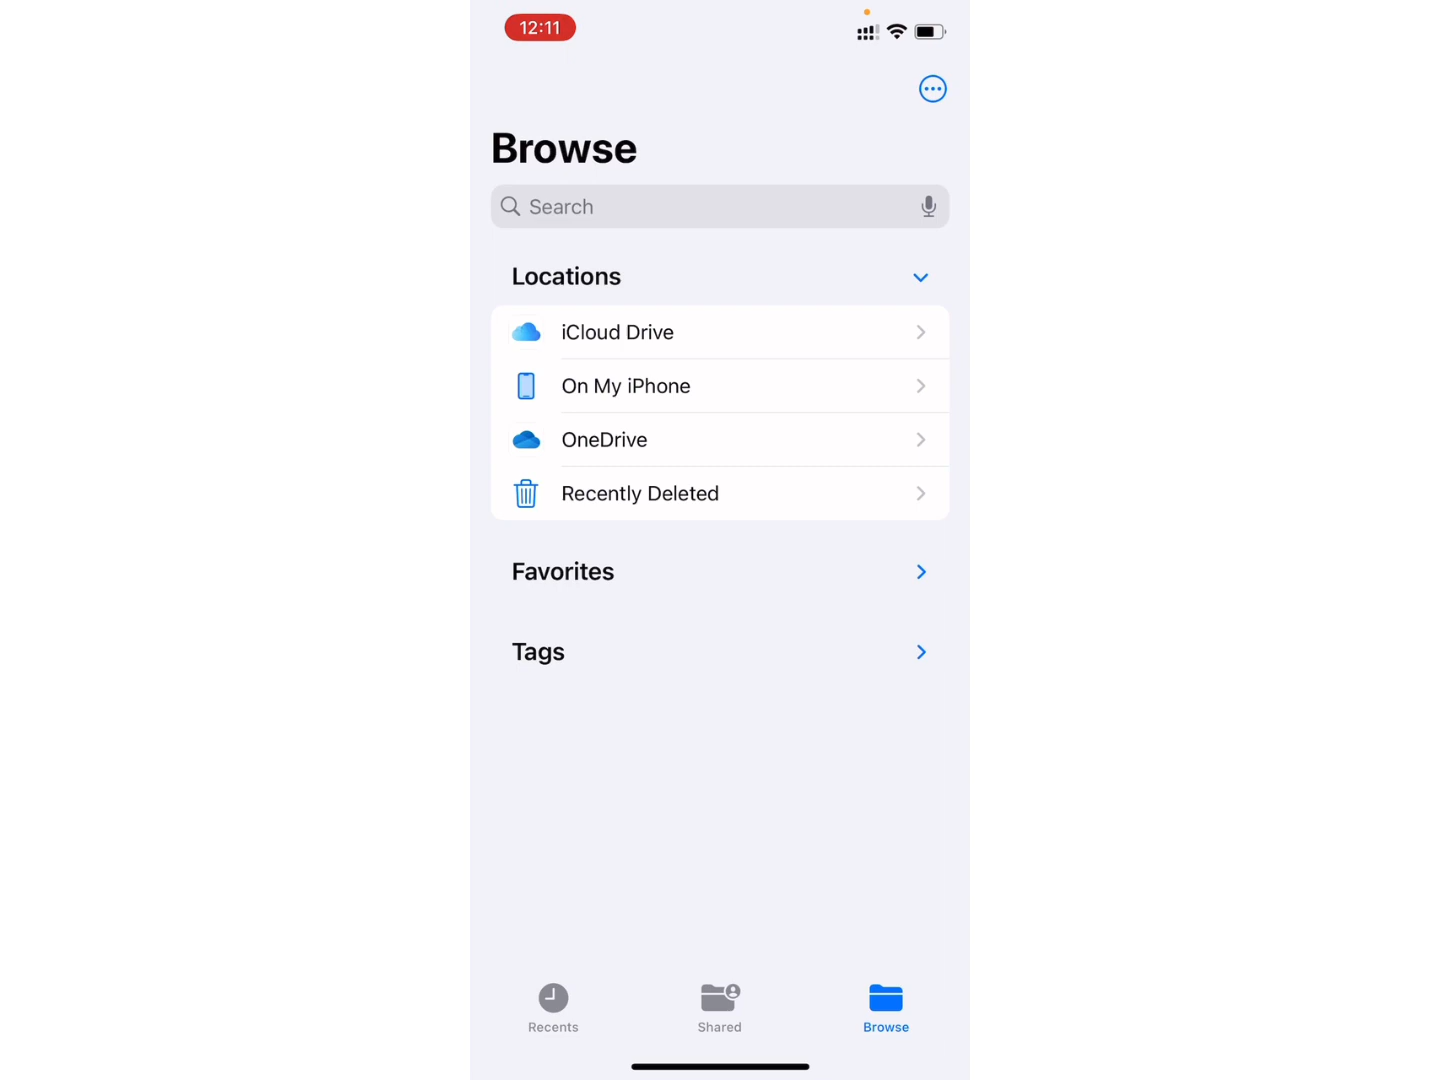 12:11
Browse
Search
Locations
iCloud Drive
On My iPhone
OneDrive
Recently Deleted
Favorites
Tags
Recents
Shared
Browse